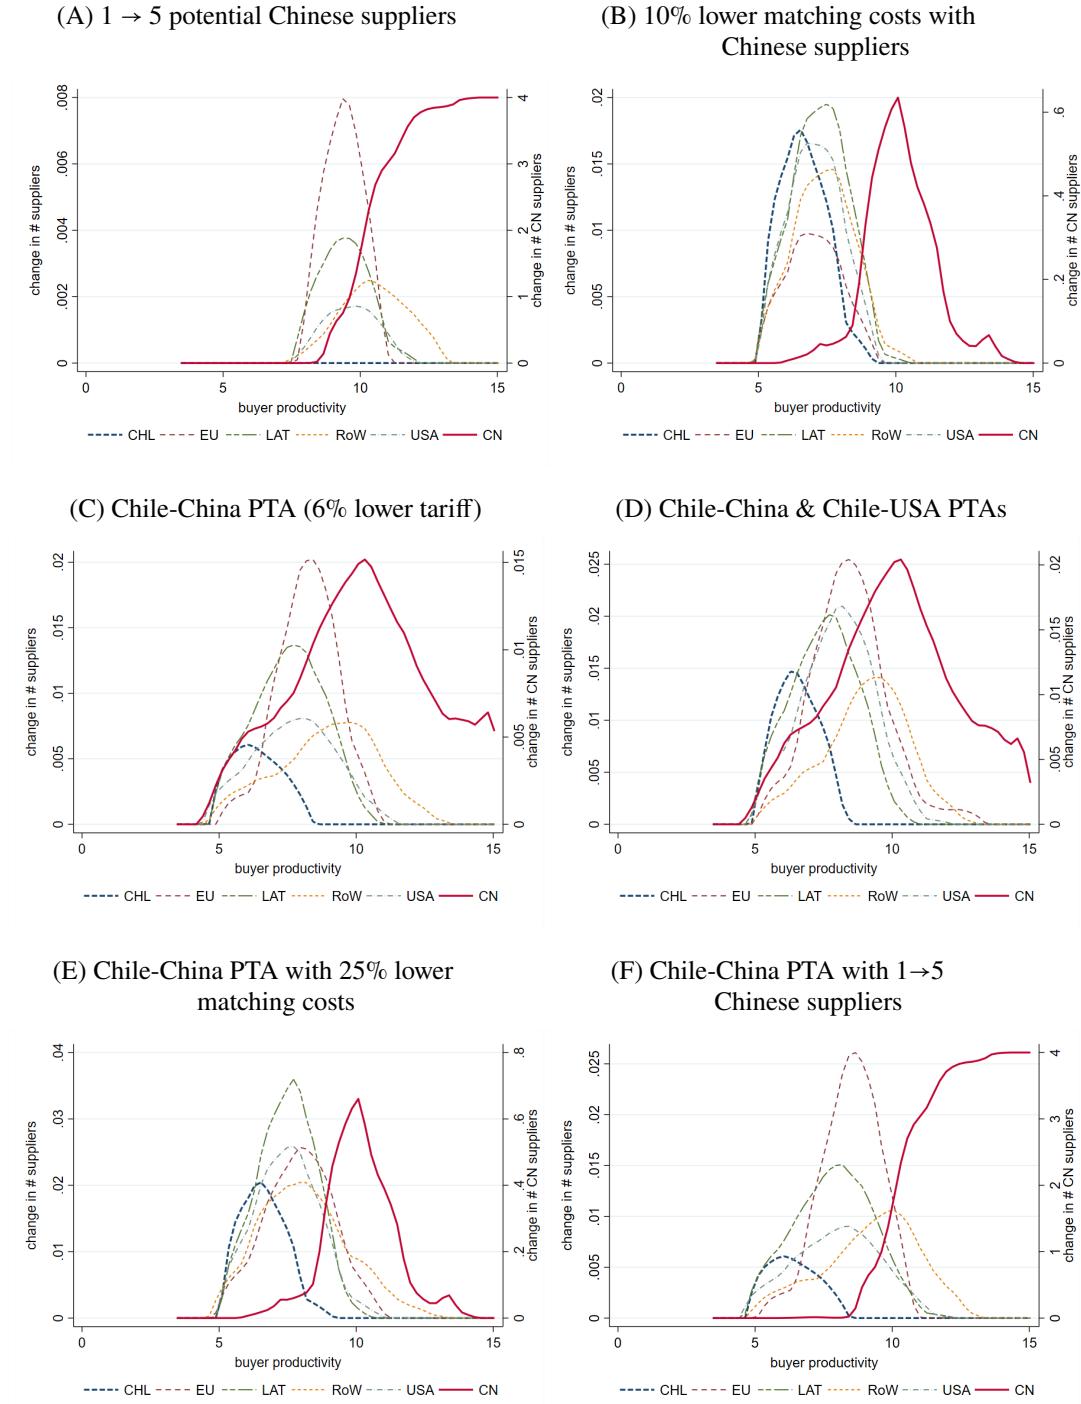 (A) 1 → 5 potential Chinese suppliers
change in # suppliers
0 .002 .004 .006 .008
change in # CN suppliers
0 1 2 3 4
0 5 10 15
buyer productivity
CHL EU LAT RoW USA CN
(B) 10% lower matching costs with
Chinese suppliers
change in # suppliers
0 .005 .01 .015 .02
change in # CN suppliers
0 .2 .4 .6
0 5 10 15
buyer productivity
CHL EU LAT RoW USA CN
(C) Chile-China PTA (6% lower tariff)
change in # suppliers
0 .005 .01 .015 .02
change in # CN suppliers
0 .005 .01 .015
0 5 10 15
buyer productivity
CHL EU LAT RoW USA CN
(D) Chile-China & Chile-USA PTAs
change in # suppliers
0 .005 .01 .015 .02 .025
change in # CN suppliers
0 .005 .01 .015 .02
0 5 10 15
buyer productivity
CHL EU LAT RoW USA CN
(E) Chile-China PTA with 25% lower
matching costs
change in # suppliers
0 .01 .02 .03 .04
change in # CN suppliers
0 .2 .4 .6 .8
0 5 10 15
buyer productivity
CHL EU LAT RoW USA CN
(F) Chile-China PTA with 1→5
Chinese suppliers
change in # suppliers
0 .005 .01 .015 .02 .025
change in # CN suppliers
0 1 2 3 4
0 5 10 15
buyer productivity
CHL EU LAT RoW USA CN